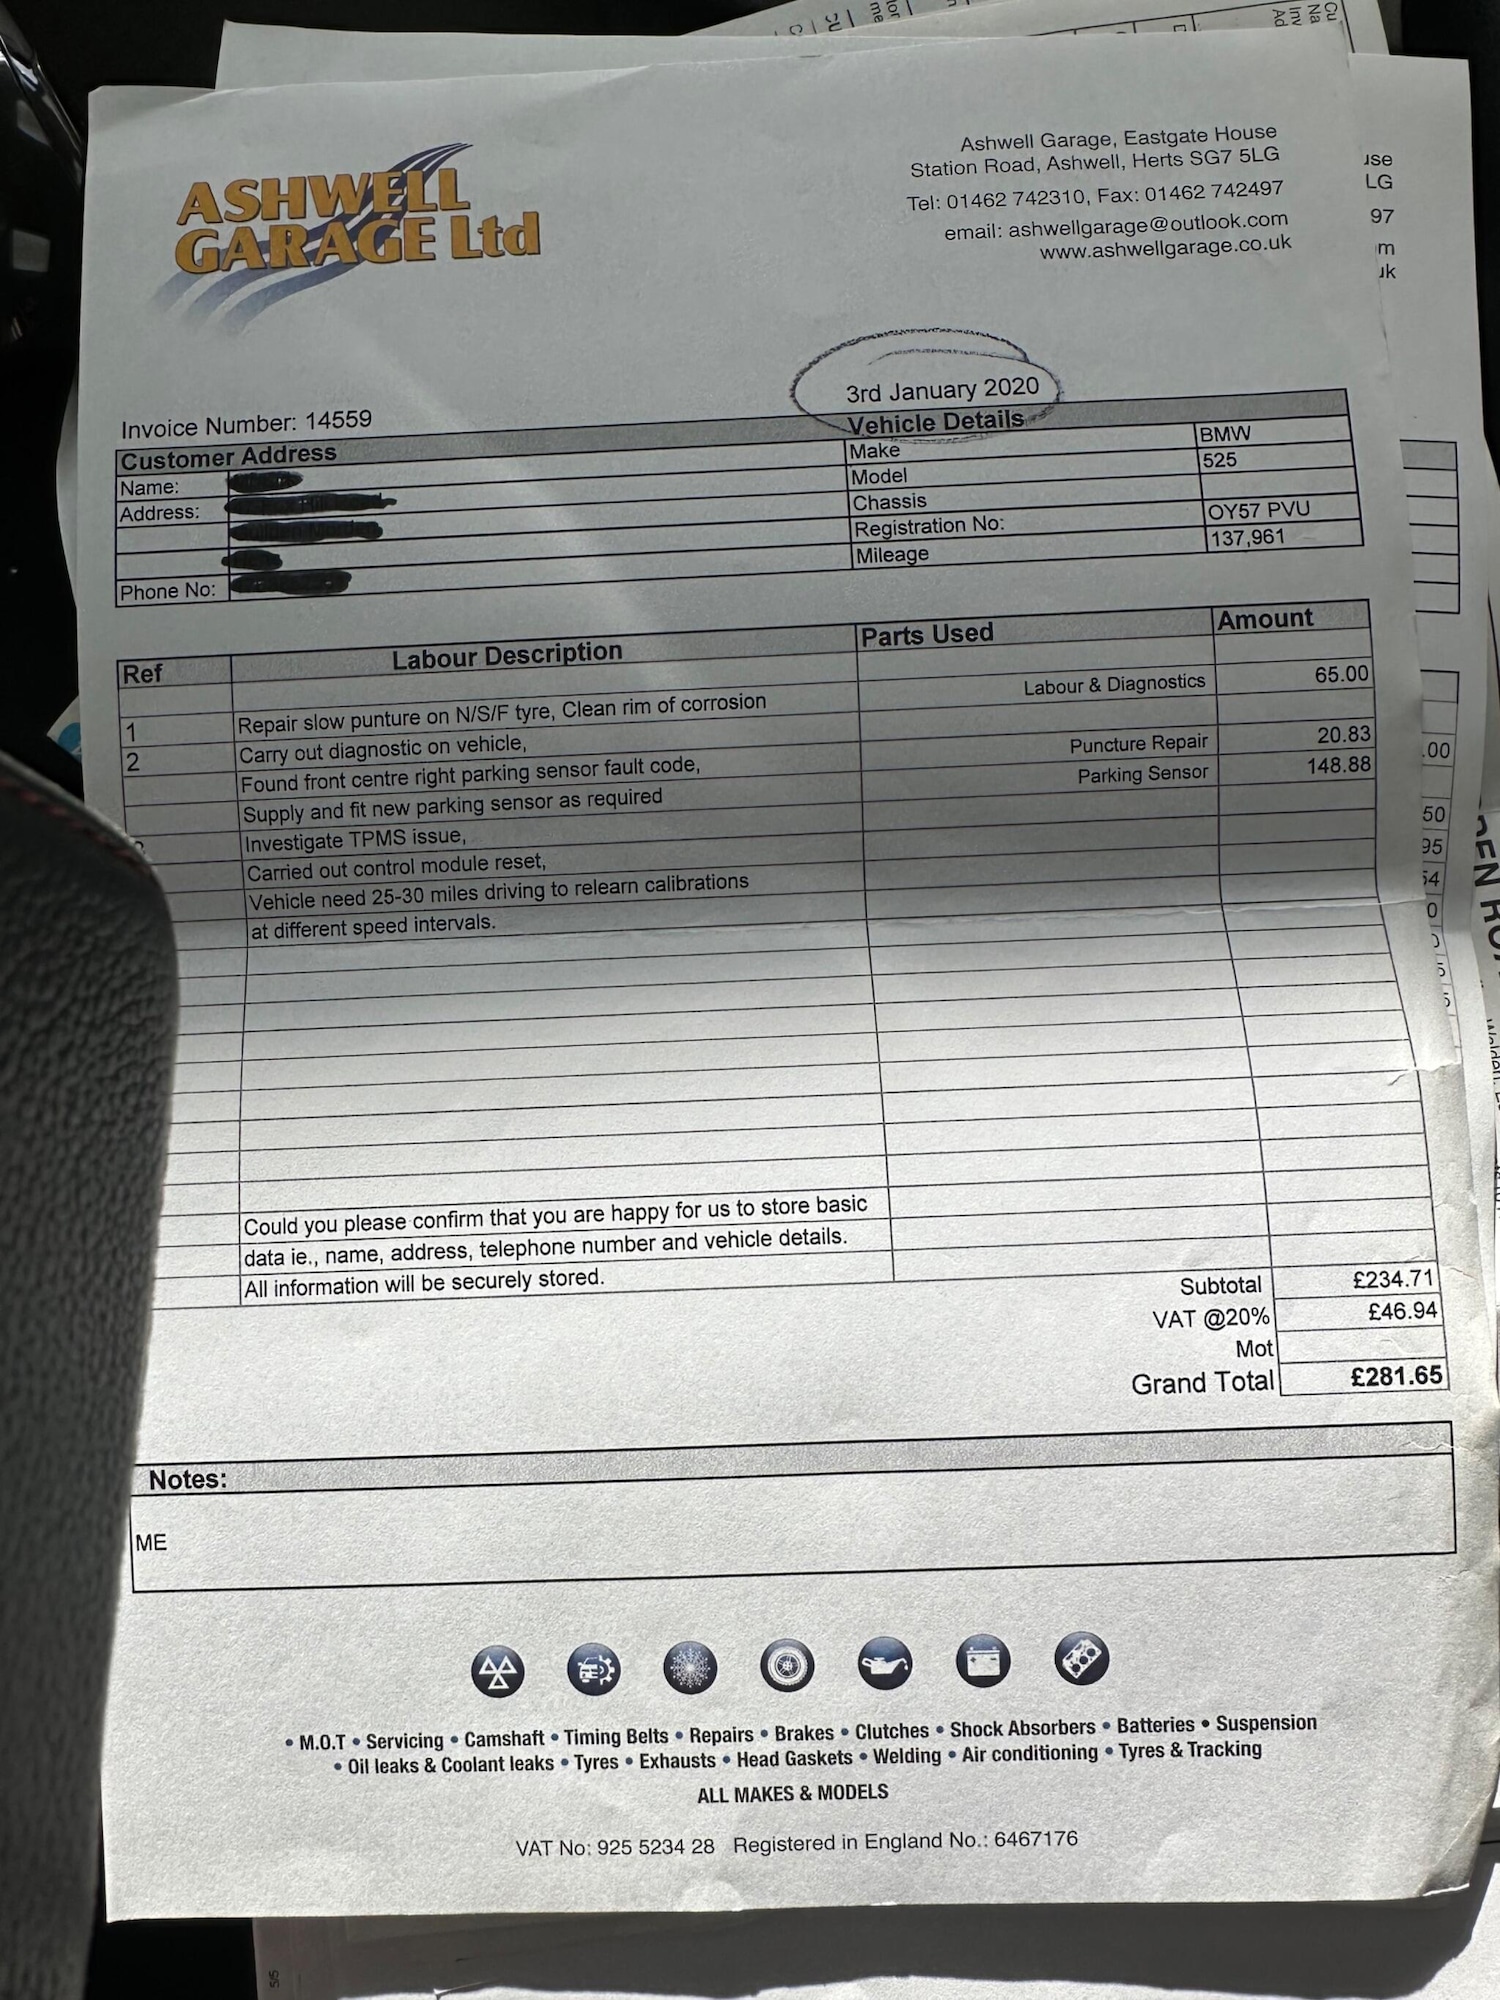 ASHWELL
GARAGE Ltd
Ashwell Garage, Eastgate House
Station Road, Ashwell, Herts SG7 5LG
Tel: 01462 742310, Fax: 01462 742497
email: ashwellgarage@outlook.com
www.ashwellgarage.co.uk
3rd January 2020
Invoice Number: 14559
Customer Address
Vehicle Details
Name:
Make BMW
Address:
Model 525
Chassis
Registration No: OY57 PVU
Phone No:
Mileage 137,961
Ref Labour Description Parts Used Amount
1 Repair slow punture on N/S/F tyre, Clean rim of corrosion Labour & Diagnostics 65.00
2 Carry out diagnostic on vehicle,
Found front centre right parking sensor fault code, Puncture Repair 20.83
Supply and fit new parking sensor as required Parking Sensor 148.88
Investigate TPMS issue,
Carried out control module reset,
Vehicle need 25-30 miles driving to relearn calibrations
at different speed intervals.
Could you please confirm that you are happy for us to store basic
data ie., name, address, telephone number and vehicle details.
All information will be securely stored.
Subtotal £234.71
VAT @20% £46.94
Mot
Grand Total £281.65
Notes:
ME
• M.O.T • Servicing • Camshaft • Timing Belts • Repairs • Brakes • Clutches • Shock Absorbers • Batteries • Suspension
• Oil leaks & Coolant leaks • Tyres • Exhausts • Head Gaskets • Welding • Air conditioning • Tyres & Tracking
ALL MAKES & MODELS
VAT No: 925 5234 28 Registered in England No.: 6467176
LG
97
uk
.00
50
95
54
5/5